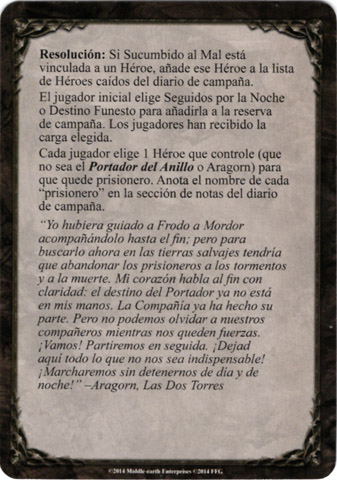 Resolución: Si Sucumbido al Mal está
vinculada a un Héroe, añade ese Héroe a la lista
de Héroes caídos del diario de campaña.
El jugador inicial elige Seguidos por la Noche
o Destino Funesto para añadirla a la reserva
de campaña. Los jugadores han recibido la
carga elegida.
Cada jugador elige 1 Héroe que controle (que
no sea el Portador del Anillo o Aragorn) para
que quede prisionero. Anota el nombre de cada
“prisionero” en la sección de notas del diario
de campaña.
“Yo hubiera guiado a Frodo a Mordor
acompañándolo hasta el fin; pero para
buscarlo ahora en las tierras salvajes tendría
que abandonar los prisioneros a los tormentos
y a la muerte. Mi corazón habla al fin con
claridad: el destino del Portador ya no está
en mis manos. La Compañía ya ha hecho su
parte. Pero no podemos olvidar a nuestros
compañeros mientras nos queden fuerzas.
¡Vamos! Partiremos en seguida. ¡Dejad
aquí todo lo que no nos sea indispensable!
¡Marcharemos sin detenernos de día y de
noche!” –Aragorn, Las Dos Torres
©2014 Middle-earth Enterprises ©2014 FFG